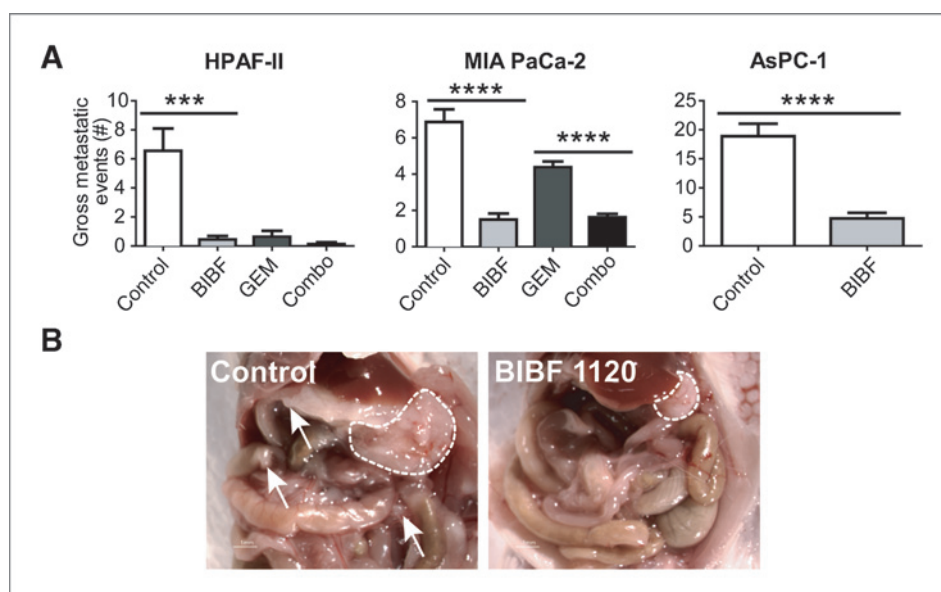 A
HPAF-II
MIA PaCa-2
AsPC-1
Gross metastatic
events (#)
10
8
6
4
2
0
***
Control
BIBF
GEM
Combo
8
6
4
2
0
****
****
Control
BIBF
GEM
Combo
25
20
15
10
5
0
****
Control
BIBF
B
Control
BIBF 1120